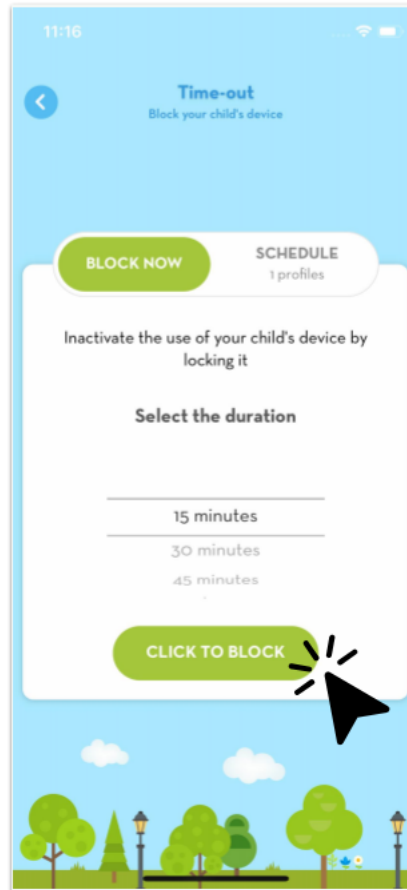 11:16
Time-out
Block your child's device
BLOCK NOW
SCHEDULE
1 profiles
Inactivate the use of your child's device by
locking it
Select the duration
15 minutes
30 minutes
45 minutes
CLICK TO BLOCK